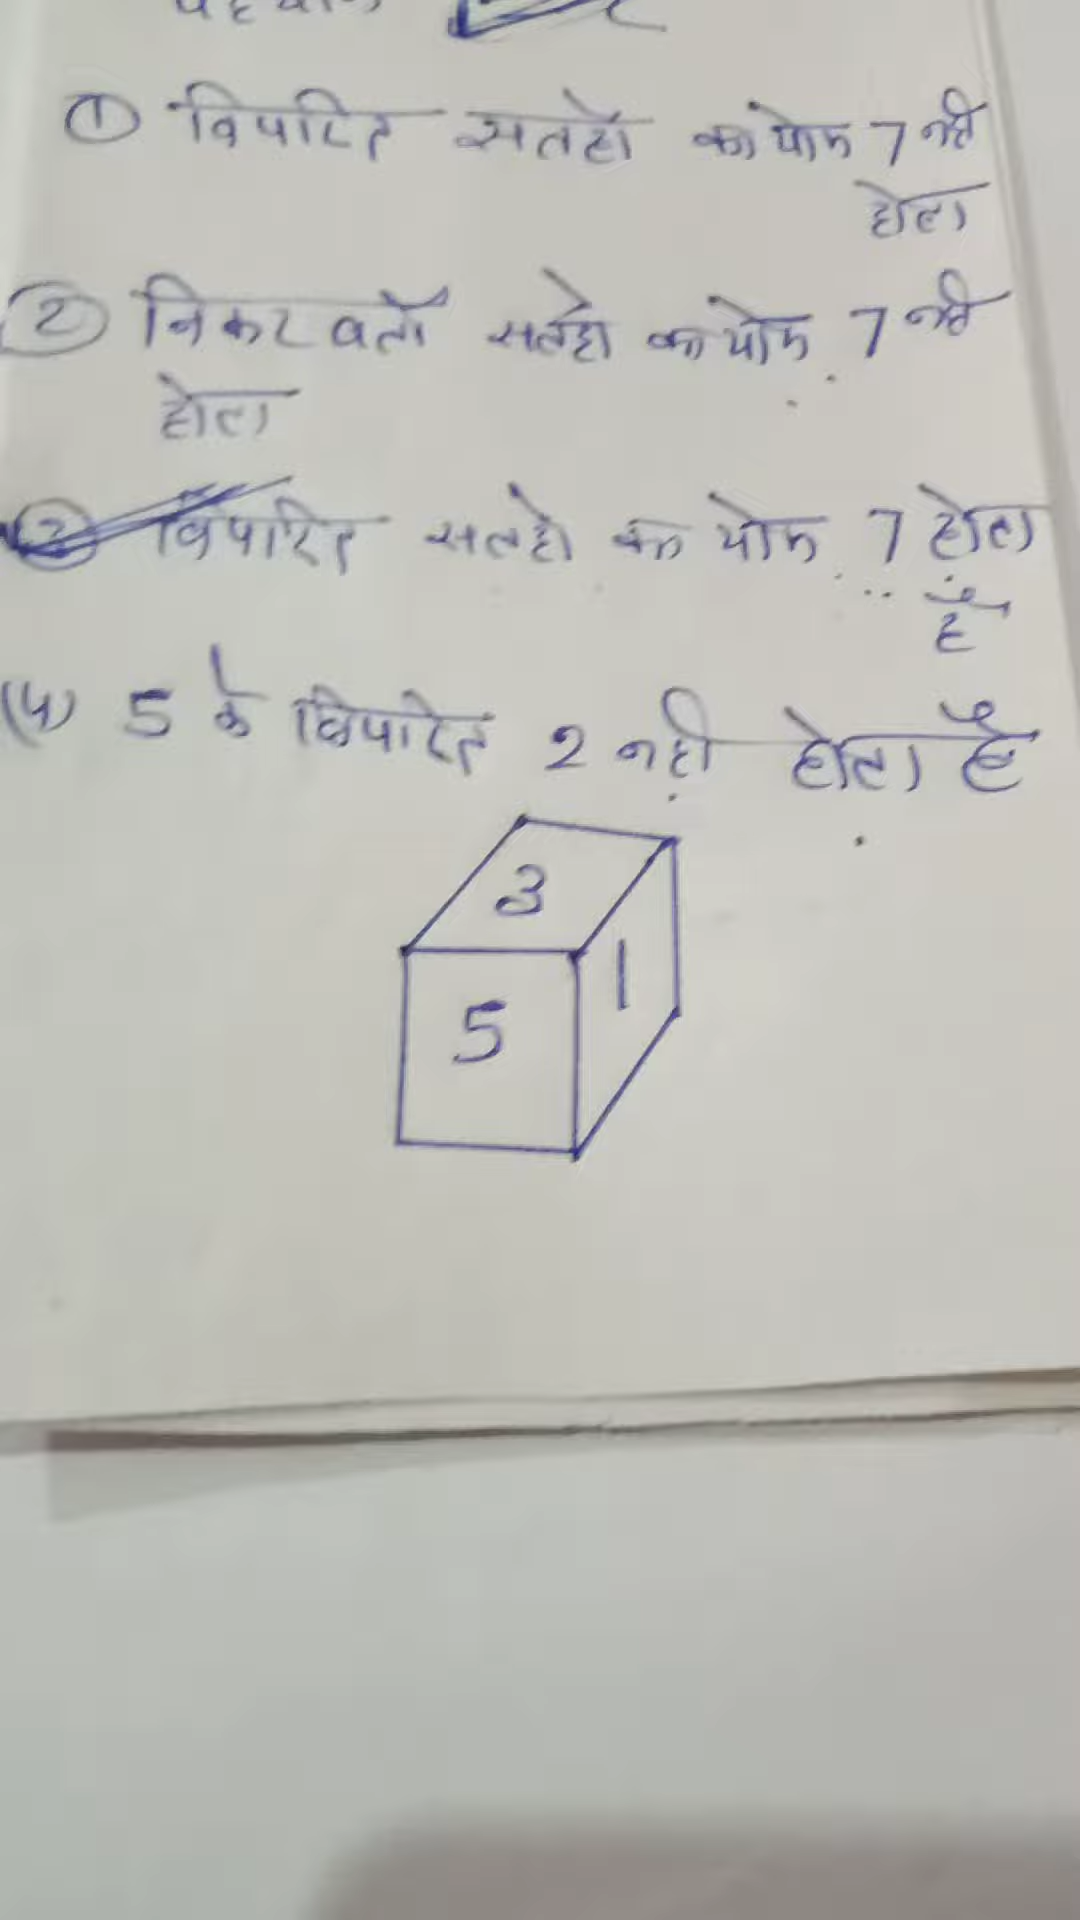 ① विपरित सतहों का योग 7 नही
होता
② निकटवर्ती सतहो का योग 7 नही
होता
③ विपरित सतहो का योग 7 होता
है
(4) 5 के विपरित 2 नही होता है
3
5 1